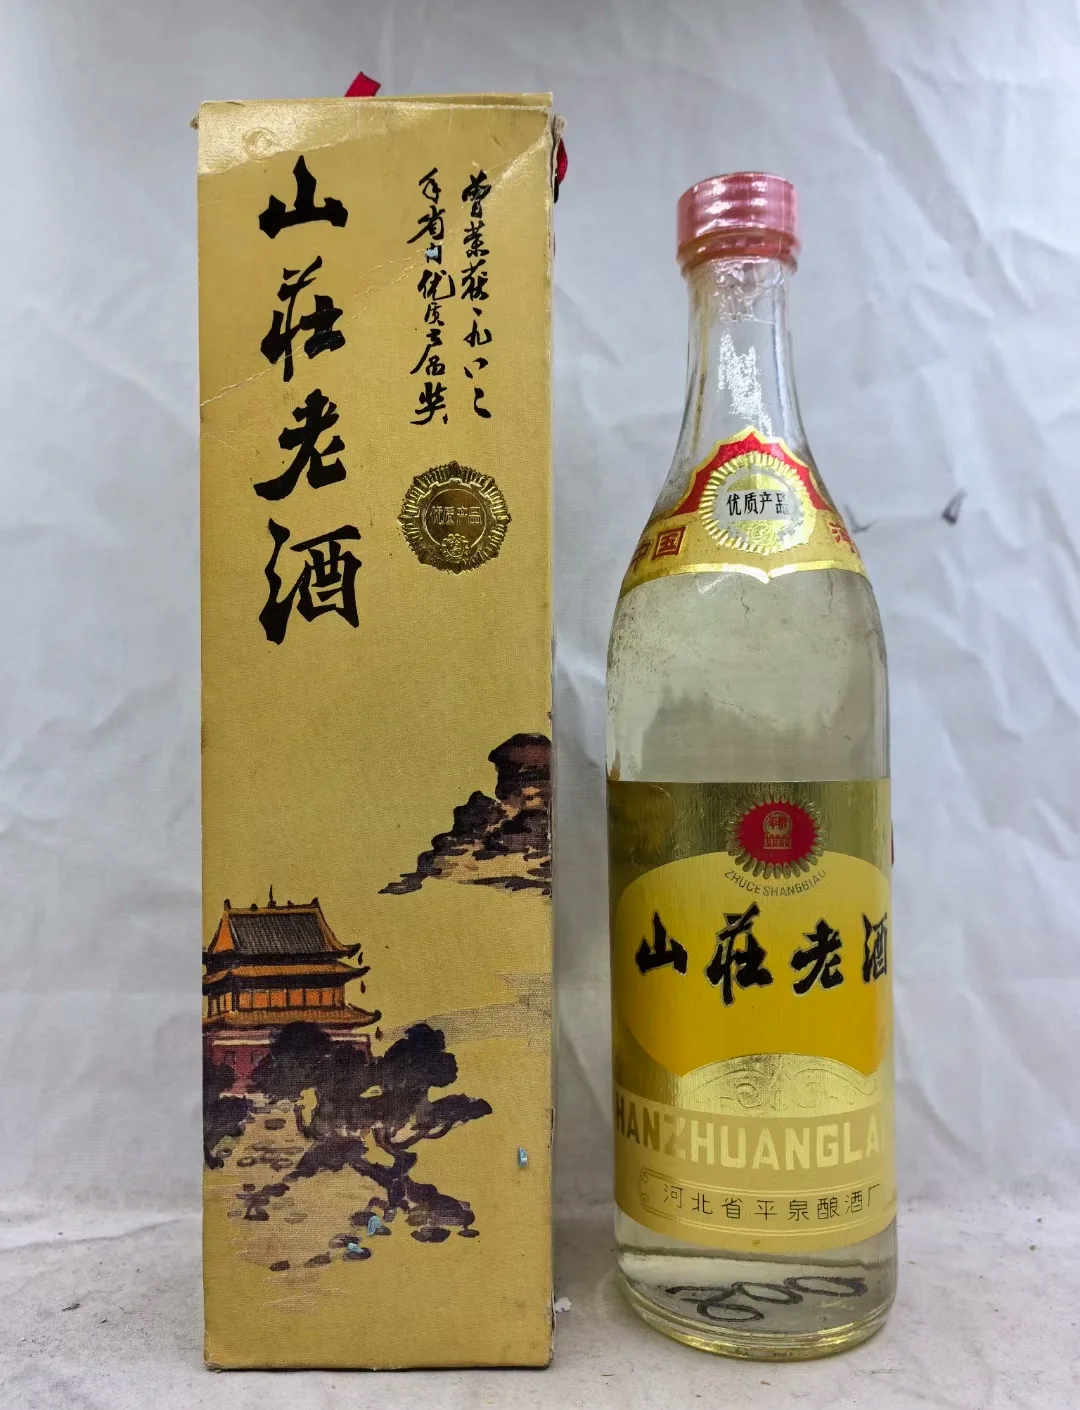 山莊老酒
曾荣获一九八二
年省内优质产品奖
优质产品
优质产品
中国
ZHUCE SHANGBIAO
山莊老酒
HANZHUANGLA
河北省平泉酿酒厂